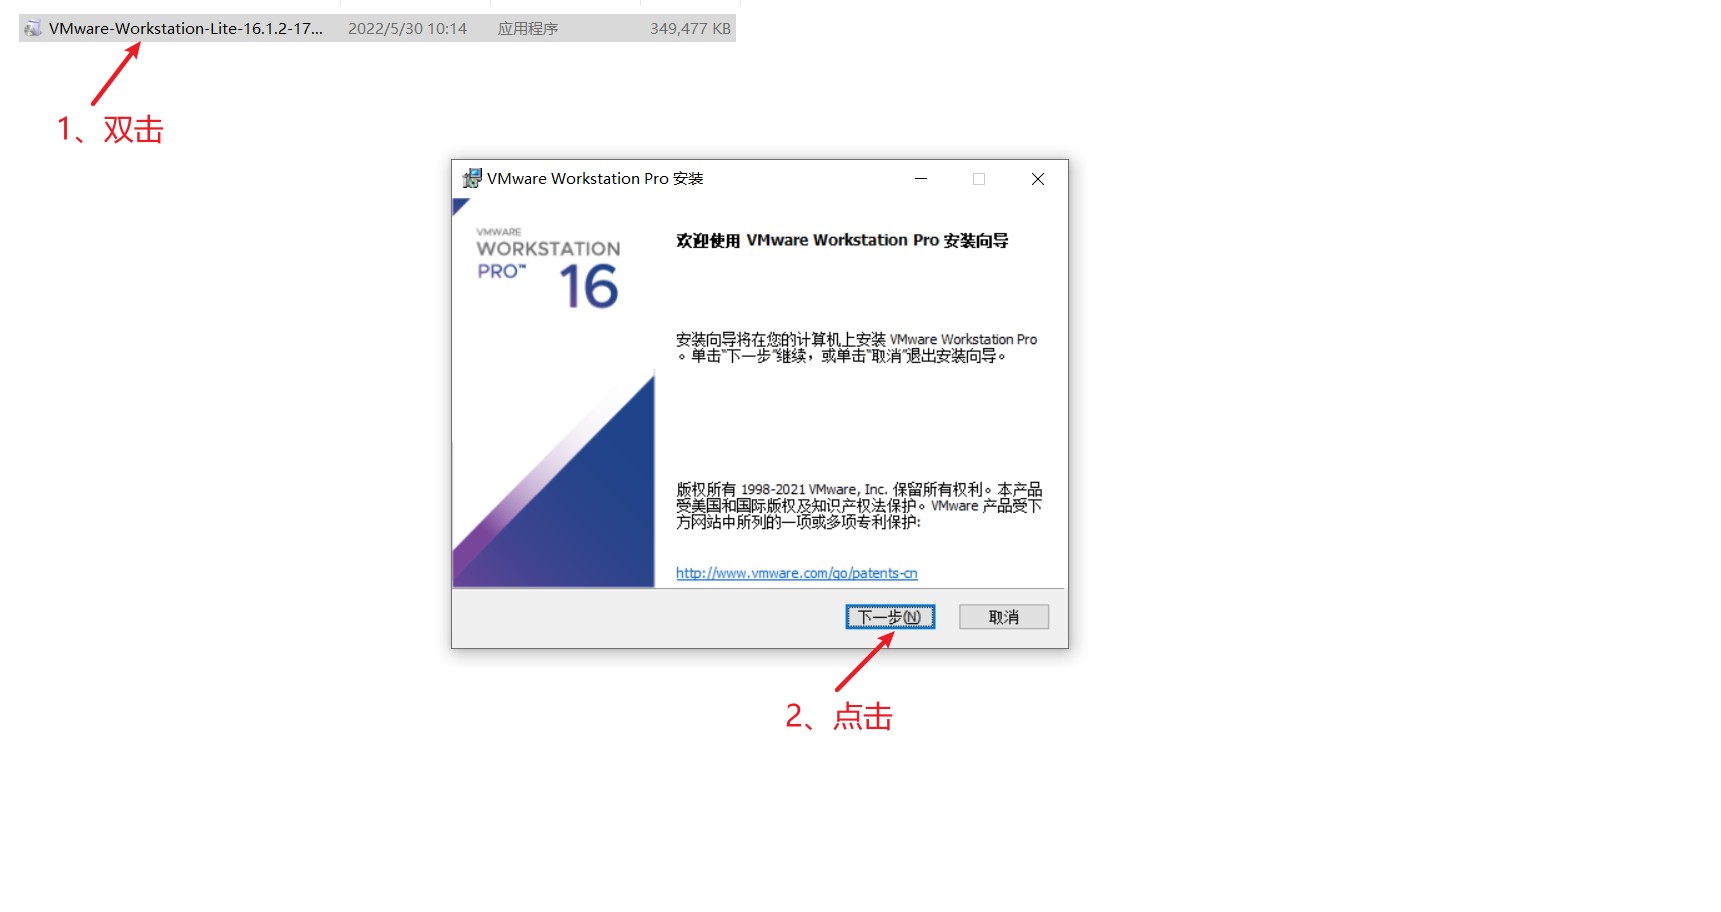 VMware-Workstation-Lite-16.1.2-17... 2022/5/30 10:14 应用程序 349,477 KB
1、双击
VMware Workstation Pro 安装
VMWARE
WORKSTATION
PRO™ 16
欢迎使用 VMware Workstation Pro 安装向导
安装向导将在您的计算机上安装 VMware Workstation Pro
。单击“下一步”继续，或单击“取消”退出安装向导。
版权所有 1998-2021 VMware, Inc. 保留所有权利。本产品
受美国和国际版权及知识产权法保护。VMware 产品受下
方网站中所列的一项或多项专利保护:
http://www.vmware.com/go/patents-cn
下一步(N) 取消
2、点击